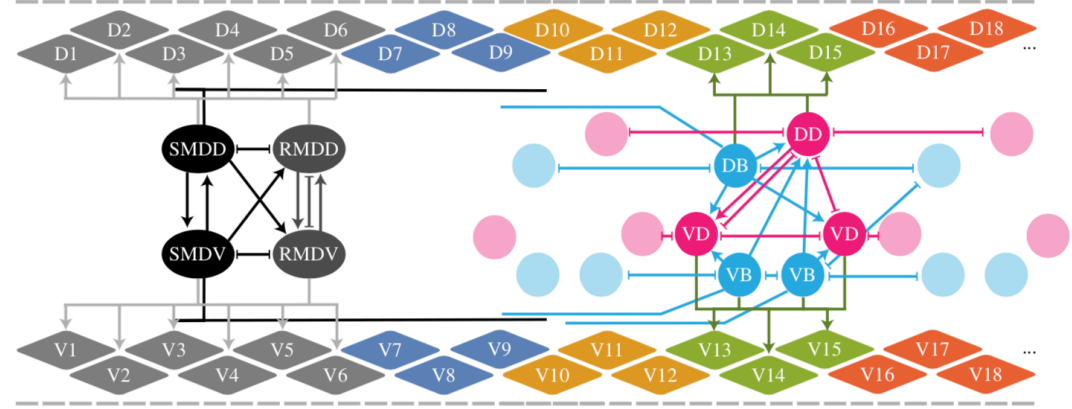 D2 D4 D6 D8 D10 D12 D14 D16 D18
D1 D3 D5 D7 D9 D11 D13 D15 D17 ...
DD
SMDD RMDD
DB
VD VD
SMDV RMDV
VB VB
V1 V3 V5 V7 V9 V11 V13 V15 V17 ...
V2 V4 V6 V8 V10 V12 V14 V16 V18